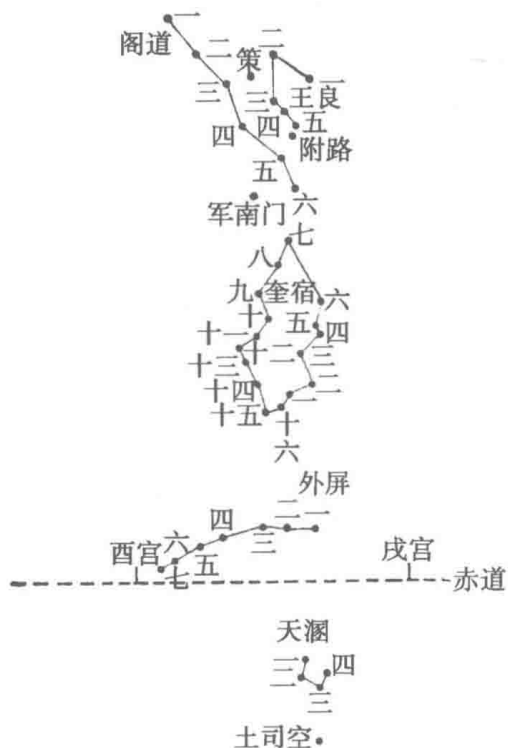 一
阁道 二 策 二
三 一
三 王良
四 四 五
附路
五
军南门 六
七
八
九 奎宿 六
十 五 四
十一 十二 三
十三
十四 二 一
十五 十
六
外屏
四 二 一
三
酉宫 六 五 戌宫
七 赤道
天溷
一 四
二
三
土司空